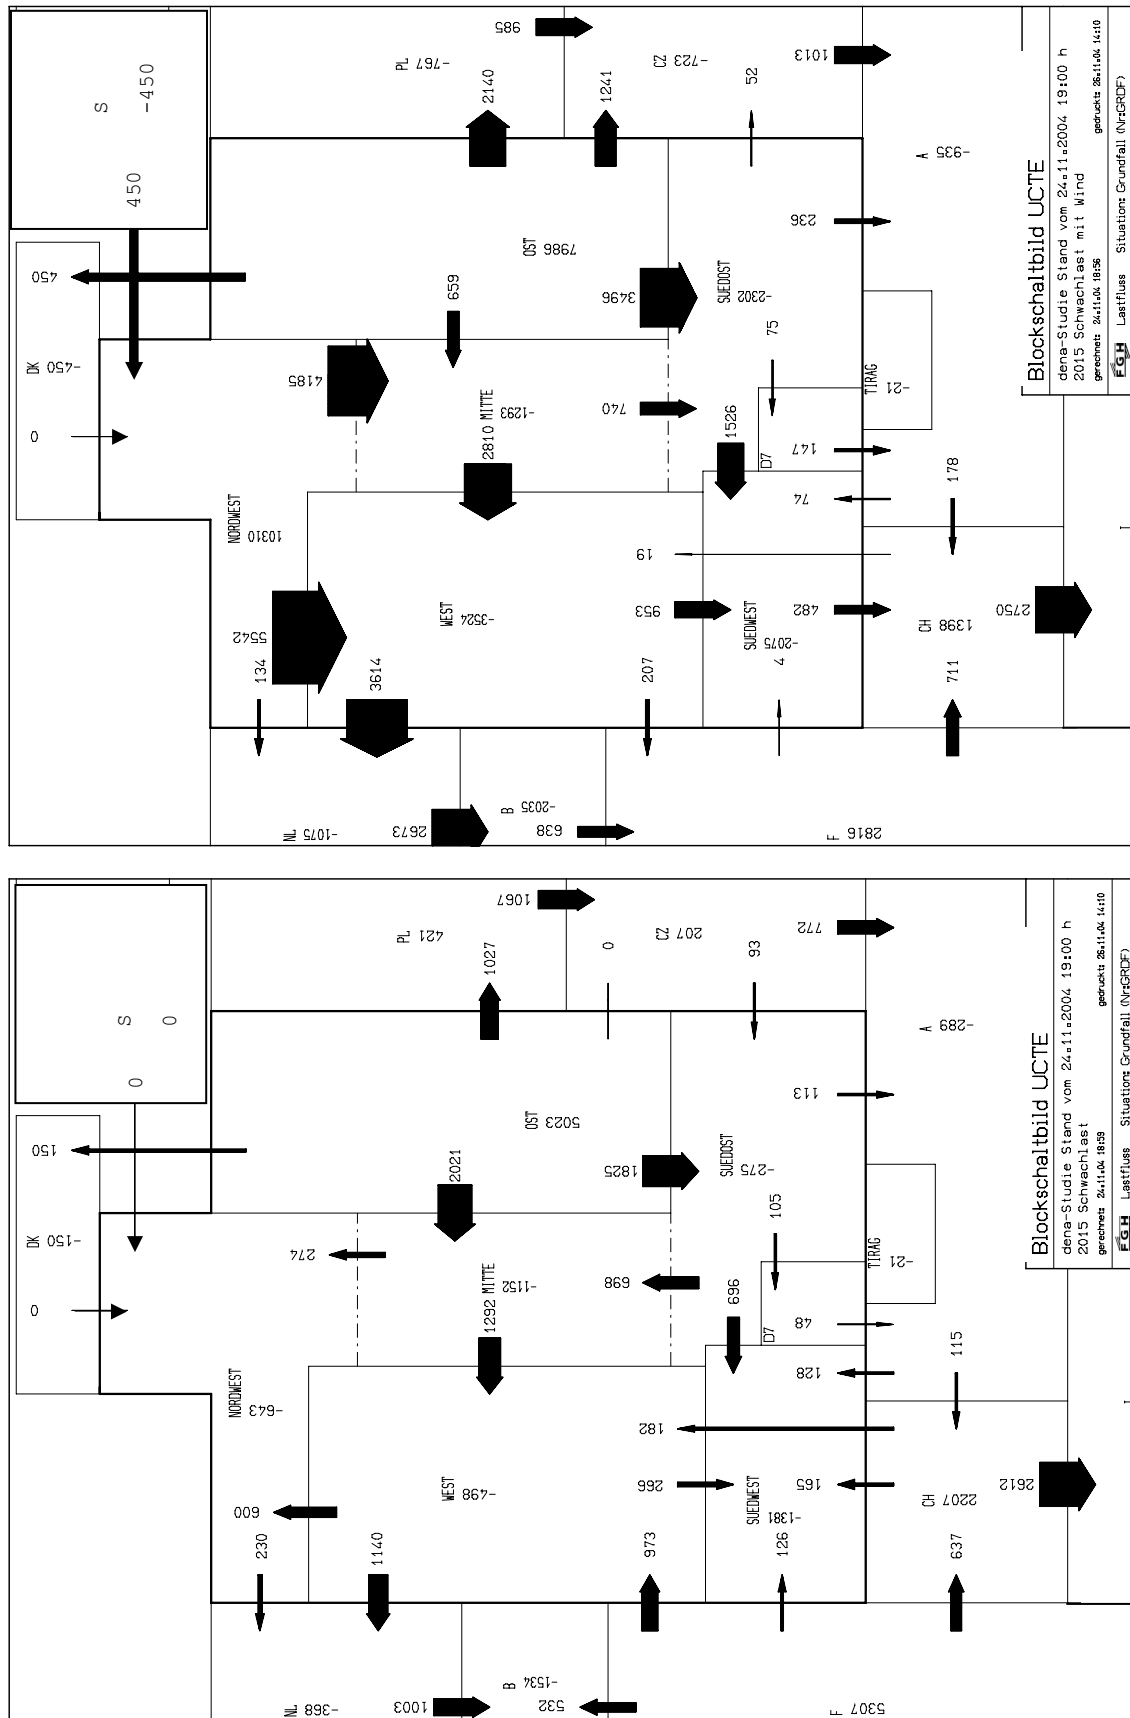 S
-450
450
DK
-450
450
0
PL -767
985
2140
1241
CZ -723
52
1013
A -935
OST 7986
659
3496
SUEDOST -2302
236
75
4185
2810 MITTE -1293
740
1526
D7
147
TIRAG -21
NORDWEST 10310
5542
134
3614
WEST -3524
19
953
207
74
482
SUEDWEST -2075
4
178
CH 1398
2750
711
I
NL -1075
2673
B -2035
638
F 2816
Blockschaltbild UCTE
dena-Studie Stand vom 24.11.2004 19:00 h
2015 Schwachlast mit Wind
gerechnet: 24.11.04 18:56 gedruckt: 26.11.04 14:10
FGH Lastfluss Situation: Grundfall (Nr:GRDF)
S
0
0
DK
-150
150
0
PL 421
1067
1027
0
CZ 207
93
772
A -289
OST 5023
2021
1825
SUEDOST -275
113
105
274
1292 MITTE -1152
698
696
D7
48
TIRAG -21
NORDWEST -643
600
230
1140
WEST -498
182
266
973
128
165
SUEDWEST -1381
126
115
CH 2207
2612
637
I
NL -368
1003
B -1534
532
F 5307
Blockschaltbild UCTE
dena-Studie Stand vom 24.11.2004 19:00 h
2015 Schwachlast
gerechnet: 24.11.04 18:59 gedruckt: 26.11.04 14:10
FGH Lastfluss Situation: Grundfall (Nr:GRDF)